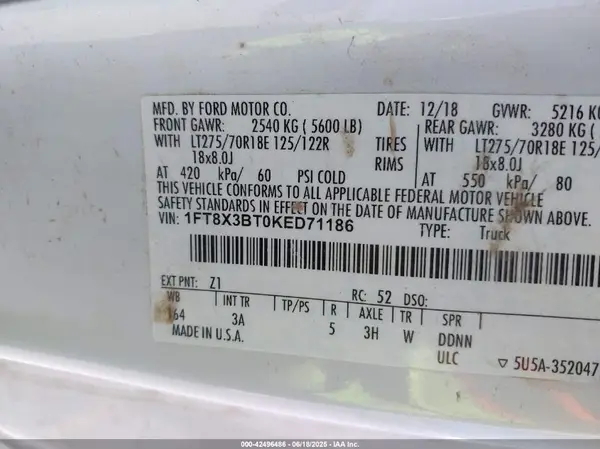 MFD. BY FORD MOTOR CO.
DATE: 12/18
GVWR: 5216 KG
FRONT GAWR: 2540 KG ( 5600 LB)
REAR GAWR: 3280 KG (
WITH LT275/70R18E 125/122R
TIRES
WITH LT275/70R18E 125/
18x8.0J
RIMS
18x8.0J
AT 420 kPa/ 60 PSI COLD
AT 550 kPa/ 80
THIS VEHICLE CONFORMS TO ALL APPLICABLE FEDERAL MOTOR VEHICLE
SAFETY STANDARDS IN EFFECT ON THE DATE OF MANUFACTURE SHOWN ABOVE.
VIN: 1FT8X3BT0KED71186
TYPE: Truck
EXT PNT: Z1
RC: 52 DSO:
WB INT TR TP/PS R AXLE TR SPR
164 3A 5 3H W DDNN
MADE IN U.S.A.
ULC
▽ 5U5A-352047
000-42496486 - 06/18/2025 - IAA Inc.